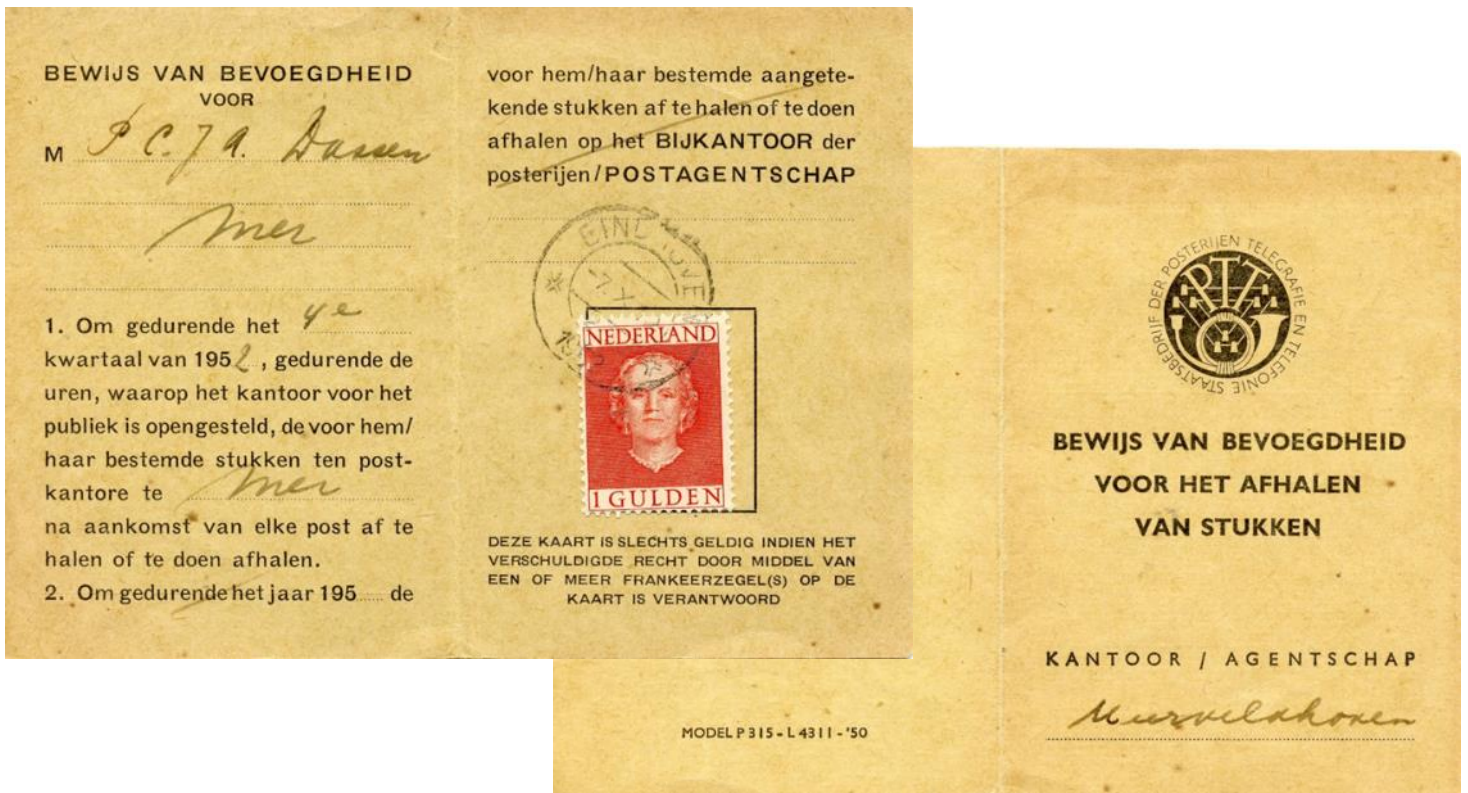 BEWIJS VAN BEVOEGDHEID
VOOR
M P C. J A. Dassen
mer
1. Om gedurende het 4e
kwartaal van 1952, gedurende de
uren, waarop het kantoor voor het
publiek is opengesteld, de voor hem/
haar bestemde stukken ten post-
kantore te mer
na aankomst van elke post af te
halen of te doen afhalen.
2. Om gedurende het jaar 195...... de
voor hem/haar bestemde aangete-
kende stukken af te halen of te doen
afhalen op het BIJKANTOOR der
posterijen/POSTAGENTSCHAP
EINDHOVEN
NEDERLAND
1 GULDEN
DEZE KAART IS SLECHTS GELDIG INDIEN HET
VERSCHULDIGDE RECHT DOOR MIDDEL VAN
EEN OF MEER FRANKEERZEGEL(S) OP DE
KAART IS VERANTWOORD
MODEL P 315 - L 4311 - '50
STAATSBEDRIJF DER POSTERIJEN TELEGRAFIE EN TELEFONIE
PTT
BEWIJS VAN BEVOEGDHEID
VOOR HET AFHALEN
VAN STUKKEN
KANTOOR / AGENTSCHAP
Meerveldhoven